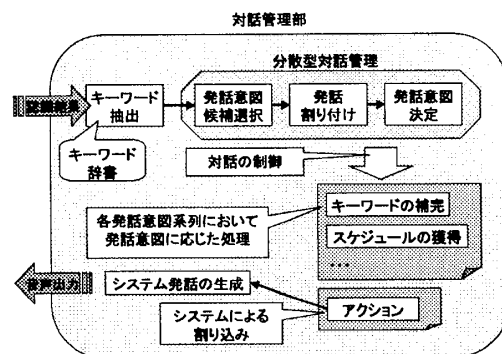 対話管理部
分散型対話管理
認識結果
キーワード
抽出
発話意図
候補選択
発話
割り付け
発話意図
決定
キーワード
辞書
対話の制御
各発話意図系列において
発話意図に応じた処理
キーワードの補完
スケジュールの獲得
...
音声出力
システム発話の生成
アクション
システムによる
割り込み